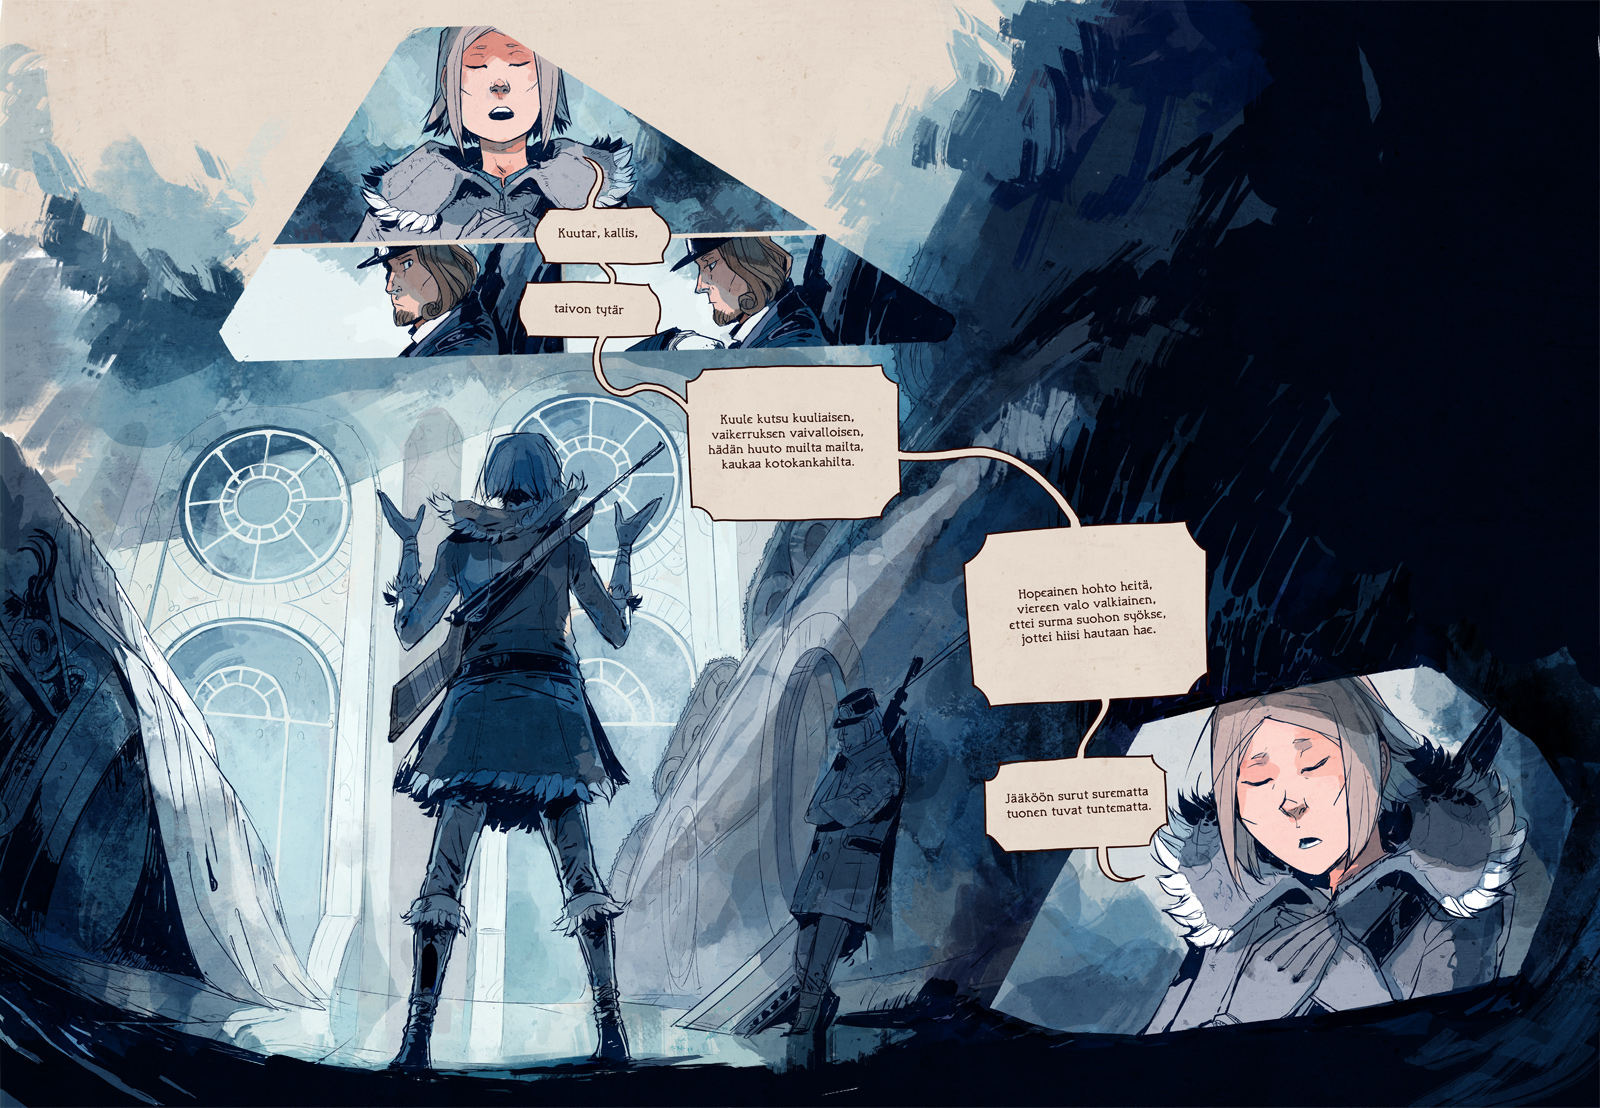 Kuutar, kallis,
taivon tytär
Kuule kutsu kuuliaisen,
vaikerruksen vaivalloisen,
hädän huuto muilta mailta,
kaukaa kotokankahilta.
Hopeainen hohto heitä,
viereen valo valkiainen,
ettei surma suohon syökse,
jottei hiisi hautaan hae.
Jääköön surut surematta
tuonen tuvat tuntematta.